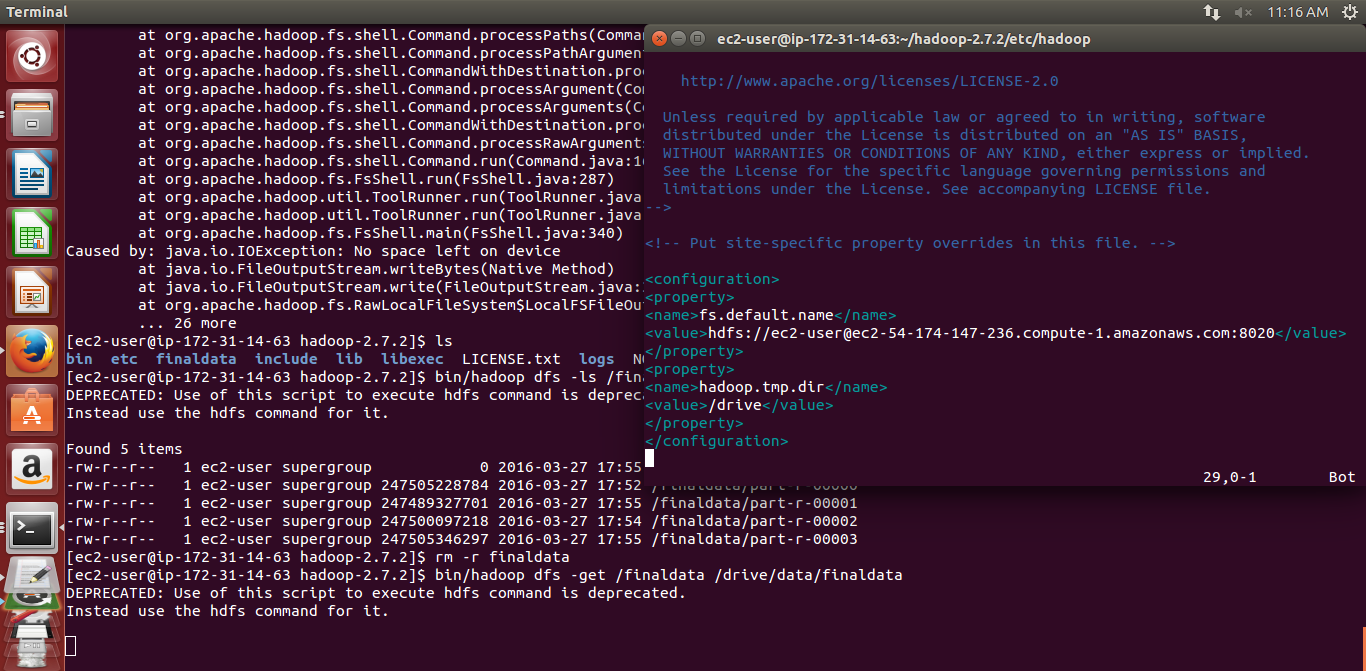 Terminal
11:16 AM
at org.apache.hadoop.fs.shell.Command.processPaths(Comma
at org.apache.hadoop.fs.shell.Command.processPathArgumen
at org.apache.hadoop.fs.shell.CommandWithDestination.proc
at org.apache.hadoop.fs.shell.Command.processArgument(Com
at org.apache.hadoop.fs.shell.Command.processArguments(Co
at org.apache.hadoop.fs.shell.CommandWithDestination.proc
at org.apache.hadoop.fs.shell.Command.processRawArguments
at org.apache.hadoop.fs.shell.Command.run(Command.java:16
at org.apache.hadoop.fs.FsShell.run(FsShell.java:287)
at org.apache.hadoop.util.ToolRunner.run(ToolRunner.java
at org.apache.hadoop.util.ToolRunner.run(ToolRunner.java
at org.apache.hadoop.fs.FsShell.main(FsShell.java:340)
Caused by: java.io.IOException: No space left on device
at java.io.FileOutputStream.writeBytes(Native Method)
at java.io.FileOutputStream.write(FileOutputStream.java:
at org.apache.hadoop.fs.RawLocalFileSystem$LocalFSFileOu
... 26 more
[ec2-user@ip-172-31-14-63 hadoop-2.7.2]$ ls
bin etc finaldata include lib libexec LICENSE.txt logs
[ec2-user@ip-172-31-14-63 hadoop-2.7.2]$ bin/hadoop dfs -ls /fin
DEPRECATED: Use of this script to execute hdfs command is depreca
Instead use the hdfs command for it.
Found 5 items
-rw-r--r-- 1 ec2-user supergroup 0 2016-03-27 17:55
-rw-r--r-- 1 ec2-user supergroup 247505228784 2016-03-27 17:52 /finaldata/part-r-00000
-rw-r--r-- 1 ec2-user supergroup 247489327701 2016-03-27 17:55 /finaldata/part-r-00001
-rw-r--r-- 1 ec2-user supergroup 247500097218 2016-03-27 17:54 /finaldata/part-r-00002
-rw-r--r-- 1 ec2-user supergroup 247505346297 2016-03-27 17:55 /finaldata/part-r-00003
[ec2-user@ip-172-31-14-63 hadoop-2.7.2]$ rm -r finaldata
[ec2-user@ip-172-31-14-63 hadoop-2.7.2]$ bin/hadoop dfs -get /finaldata /drive/data/finaldata
DEPRECATED: Use of this script to execute hdfs command is deprecated.
Instead use the hdfs command for it.
ec2-user@ip-172-31-14-63:~/hadoop-2.7.2/etc/hadoop
http://www.apache.org/licenses/LICENSE-2.0
Unless required by applicable law or agreed to in writing, software
distributed under the License is distributed on an "AS IS" BASIS,
WITHOUT WARRANTIES OR CONDITIONS OF ANY KIND, either express or implied.
See the License for the specific language governing permissions and
limitations under the License. See accompanying LICENSE file.
-->
<!-- Put site-specific property overrides in this file. -->
<configuration>
<property>
<name>fs.default.name</name>
<value>hdfs://ec2-user@ec2-54-174-147-236.compute-1.amazonaws.com:8020</value>
</property>
<property>
<name>hadoop.tmp.dir</name>
<value>/drive</value>
</property>
</configuration>
29,0-1 Bot